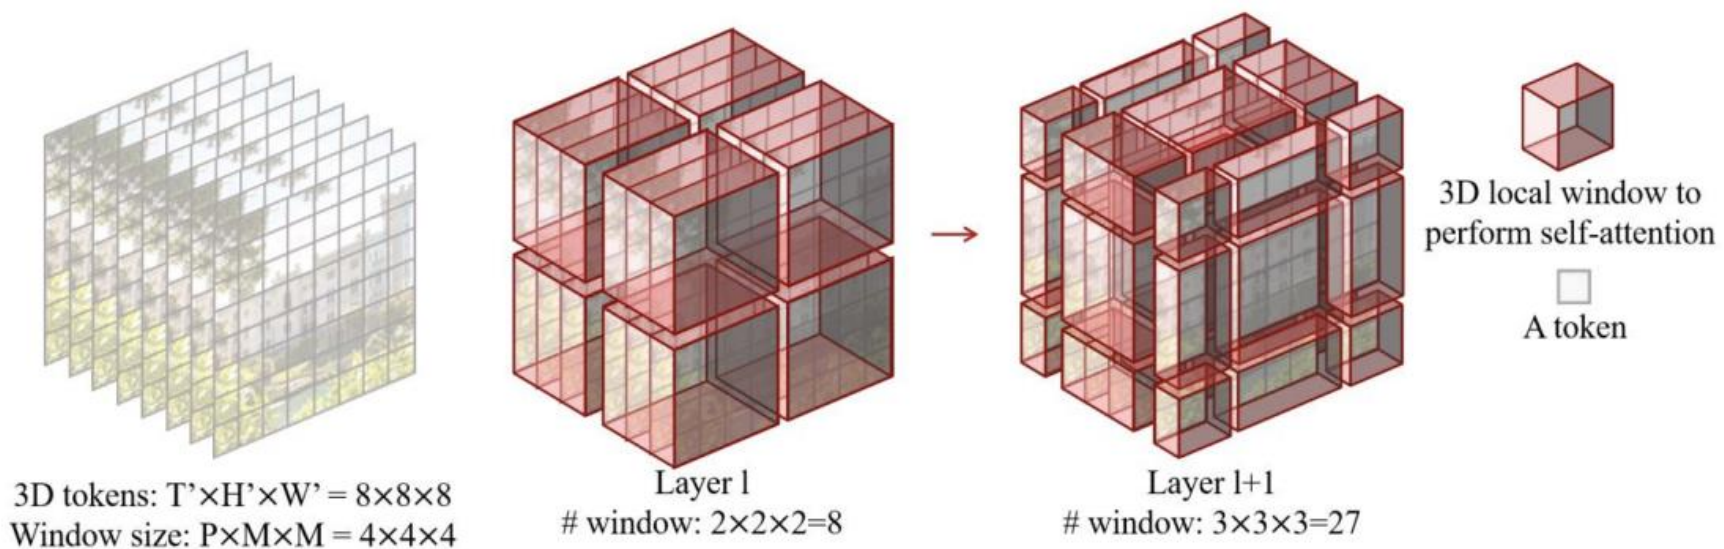 3D tokens: T’×H’×W’ = 8×8×8
Window size: P×M×M = 4×4×4
Layer l
# window: 2×2×2=8
Layer l+1
# window: 3×3×3=27
3D local window to
perform self-attention
A token